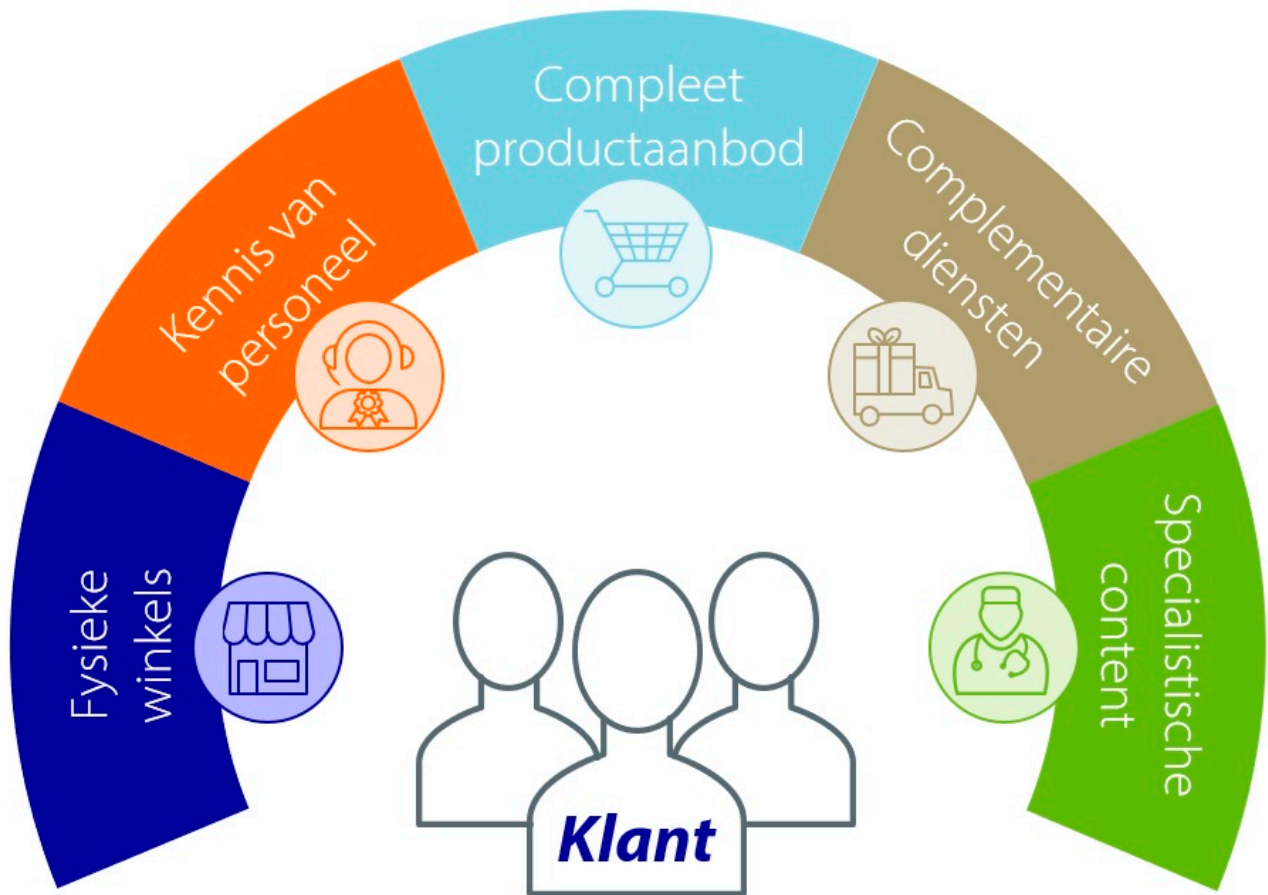 Fysieke
winkels
Kennis van
personeel
Compleet
productaanbod
Complementaire
diensten
Specialistische
content
Klant